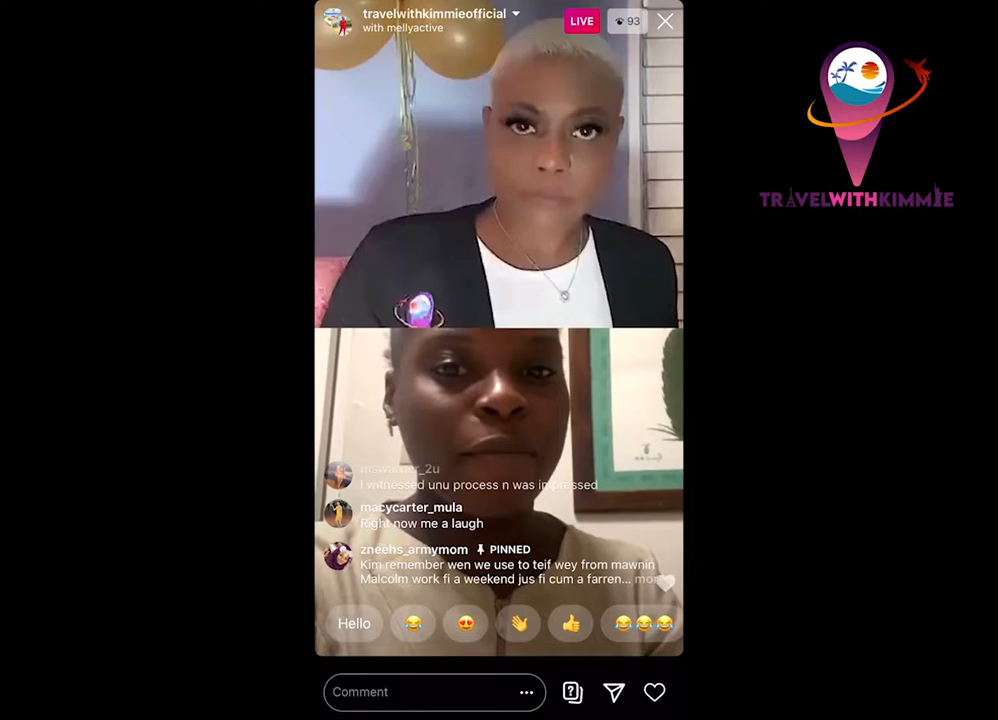 travelwithkimmieofficial
with mellyactive
LIVE
93
TRAVELWITHKIMMIE
mswarner_2u
I witnessed unu process n was impressed
macycarter_mula
Right now me a laugh
zneehs_armymom PINNED
Kim remember wen we use to teif wey from mawnin
Malcolm work fi a weekend jus fi cum a farren... more
Hello
Comment